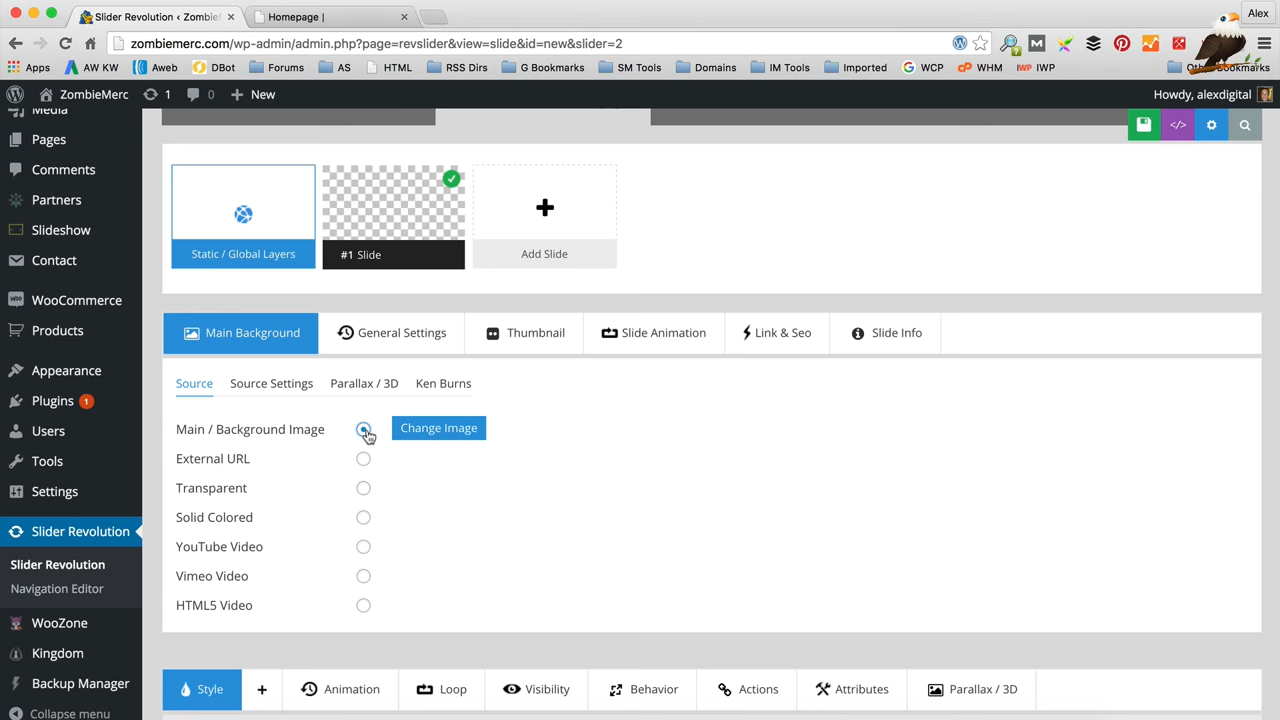 Slider Revolution ‹ Zombie
Homepage |
Alex
zombiemerc.com/wp-admin/admin.php?page=revslider&view=slide&id=new&slider=2
Apps
AW KW
Aweb
DBot
Forums
AS
HTML
RSS Dirs
G Bookmarks
SM Tools
Domains
IM Tools
Imported
WCP
WHM
IWP
Other Bookmarks
ZombieMerc
1
0
New
Howdy, alexdigital
Media
Pages
Comments
Partners
Slideshow
Contact
WooCommerce
Products
Appearance
Plugins 1
Users
Tools
Settings
Slider Revolution
Slider Revolution
Navigation Editor
WooZone
Kingdom
Backup Manager
Collapse menu
Static / Global Layers
#1 Slide
Add Slide
Main Background
General Settings
Thumbnail
Slide Animation
Link & Seo
Slide Info
Source
Source Settings
Parallax / 3D
Ken Burns
Main / Background Image
Change Image
External URL
Transparent
Solid Colored
YouTube Video
Vimeo Video
HTML5 Video
Style
Animation
Loop
Visibility
Behavior
Actions
Attributes
Parallax / 3D